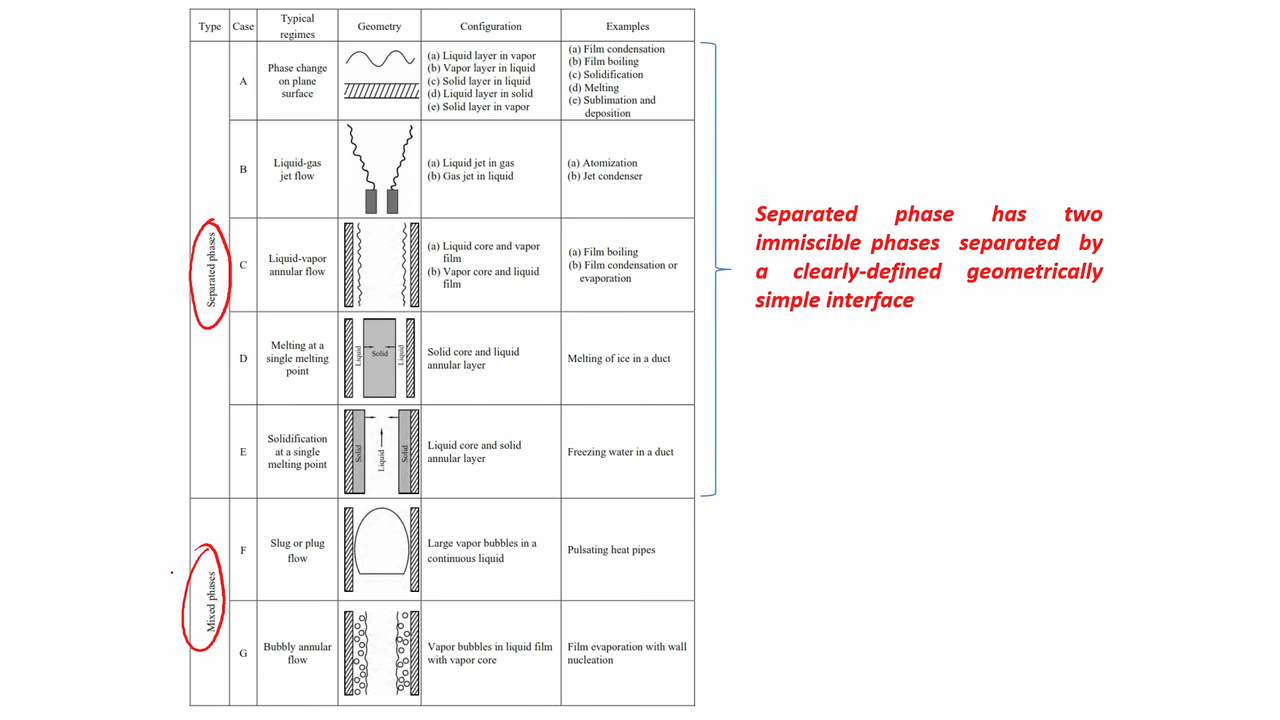 Type Case Typical regimes Geometry Configuration Examples
Separated phases
A
Phase change
on plane
surface
(a) Liquid layer in vapor
(b) Vapor layer in liquid
(c) Solid layer in liquid
(d) Liquid layer in solid
(e) Solid layer in vapor
(a) Film condensation
(b) Film boiling
(c) Solidification
(d) Melting
(e) Sublimation and
deposition
B
Liquid-gas
jet flow
(a) Liquid jet in gas
(b) Gas jet in liquid
(a) Atomization
(b) Jet condenser
C
Liquid-vapor
annular flow
(a) Liquid core and vapor
film
(b) Vapor core and liquid
film
(a) Film boiling
(b) Film condensation or
evaporation
D
Melting at a
single melting
point
Liquid
Solid
Liquid
Solid core and liquid
annular layer
Melting of ice in a duct
E
Solidification
at a single
melting point
Solid
Liquid
Solid
Liquid core and solid
annular layer
Freezing water in a duct
Mixed phases
F
Slug or plug
flow
Large vapor bubbles in a
continuous liquid
Pulsating heat pipes
G
Bubbly annular
flow
Vapor bubbles in liquid film
with vapor core
Film evaporation with wall
nucleation
Separated phase has two
immiscible phases separated by
a clearly-defined geometrically
simple interface